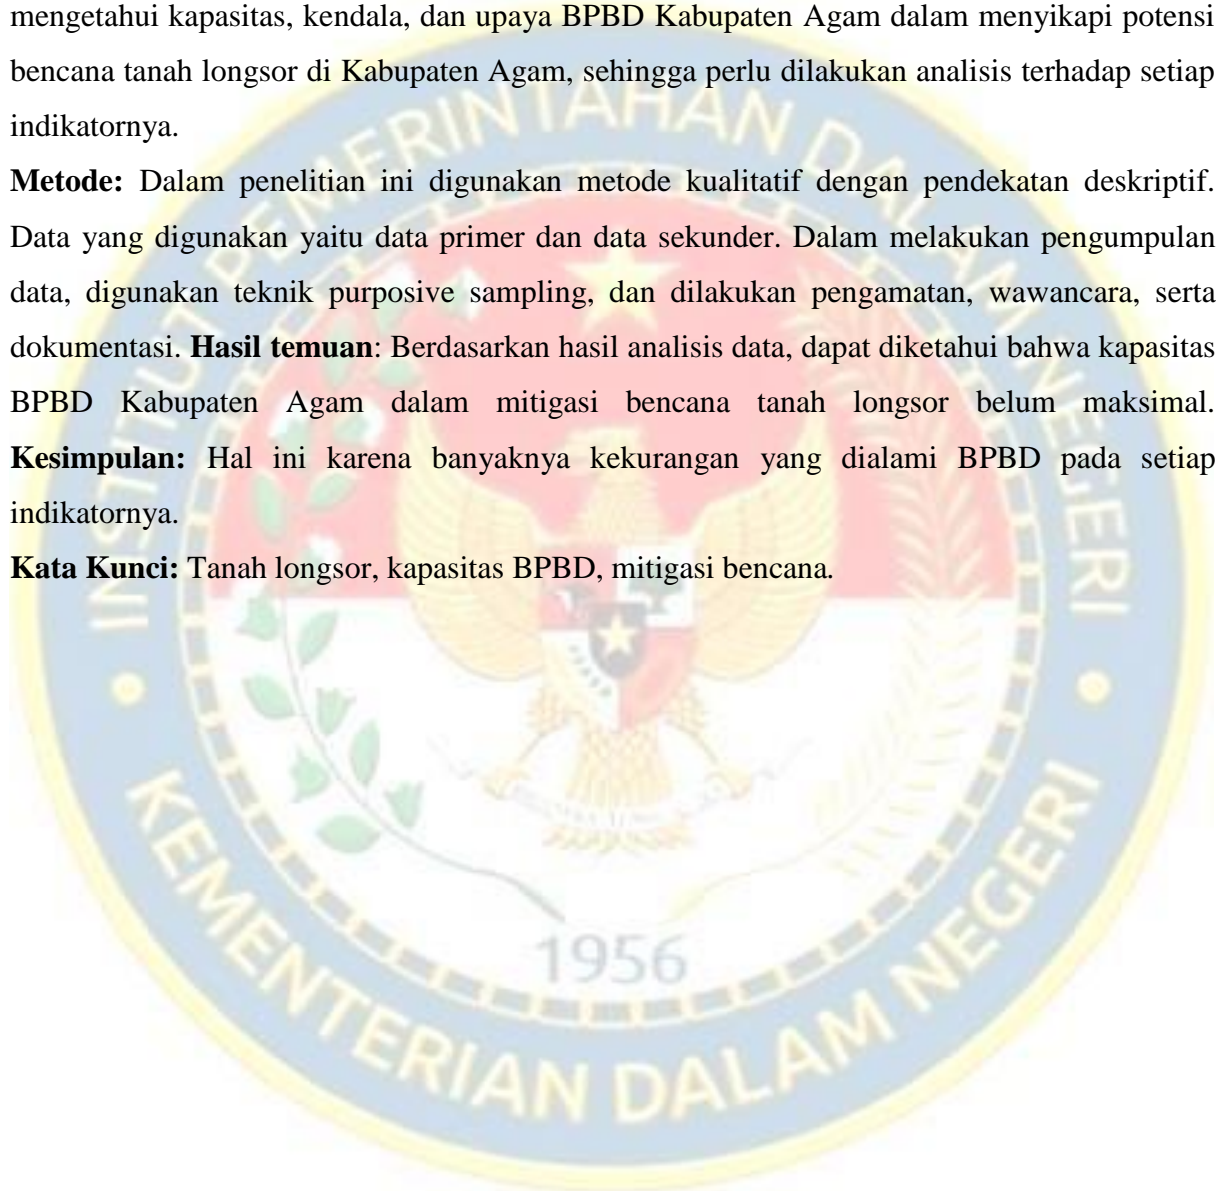 mengetahui kapasitas, kendala, dan upaya BPBD Kabupaten Agam dalam menyikapi potensi
bencana tanah longsor di Kabupaten Agam, sehingga perlu dilakukan analisis terhadap setiap
indikatornya.
Metode: Dalam penelitian ini digunakan metode kualitatif dengan pendekatan deskriptif.
Data yang digunakan yaitu data primer dan data sekunder. Dalam melakukan pengumpulan
data, digunakan teknik purposive sampling, dan dilakukan pengamatan, wawancara, serta
dokumentasi. Hasil temuan: Berdasarkan hasil analisis data, dapat diketahui bahwa kapasitas
BPBD Kabupaten Agam dalam mitigasi bencana tanah longsor belum maksimal.
Kesimpulan: Hal ini karena banyaknya kekurangan yang dialami BPBD pada setiap
indikatornya.
Kata Kunci: Tanah longsor, kapasitas BPBD, mitigasi bencana.
INSTITUT PEMERINTAHAN DALAM NEGERI
1956
KEMENTERIAN DALAM NEGERI